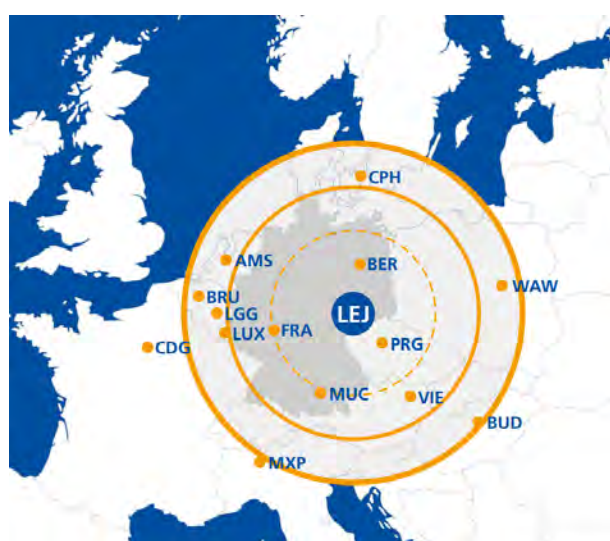 CPH
AMS
BER
WAW
BRU
LGG
LEJ
FRA
LUX
PRG
CDG
MUC
VIE
BUD
MXP